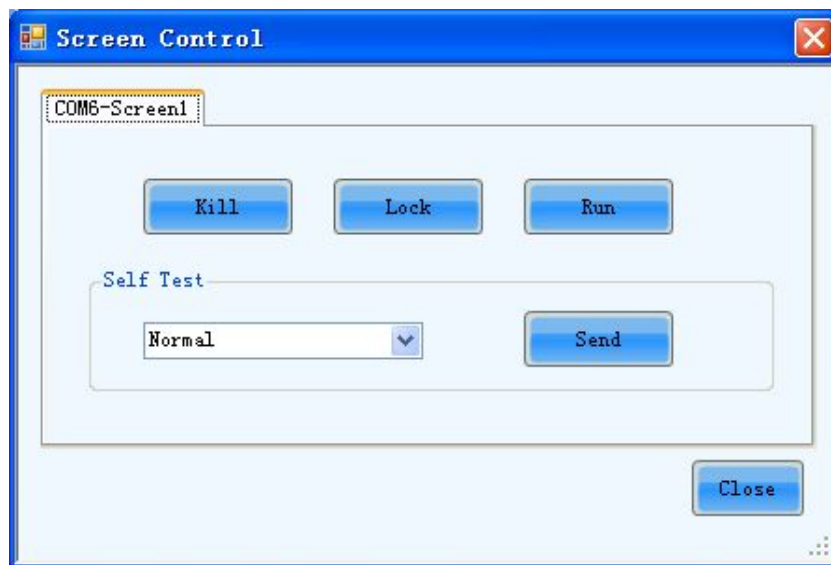 Screen Control
COM6-Screen1
Kill Lock Run
Self Test
Normal Send
Close